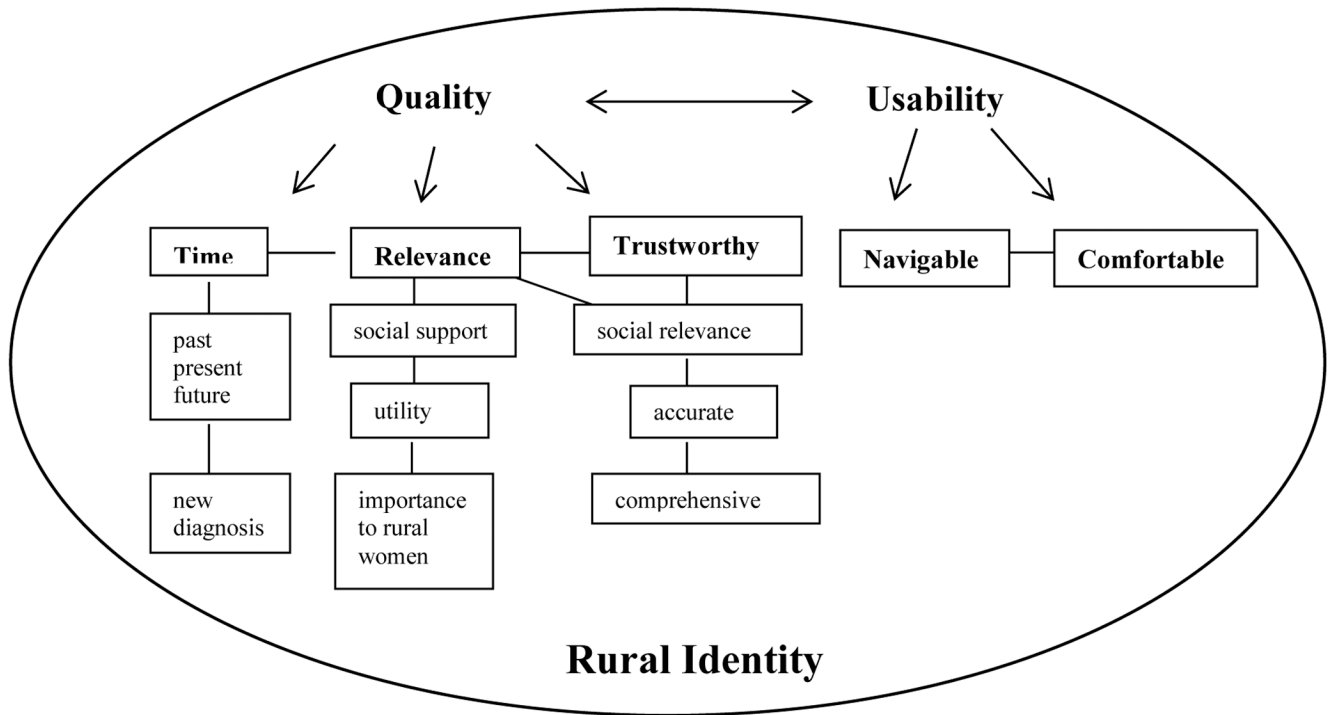 Quality
Usability
Time
Relevance
Trustworthy
Navigable
Comfortable
past
present
future
social support
social relevance
utility
accurate
new
diagnosis
importance
to rural
women
comprehensive
Rural Identity